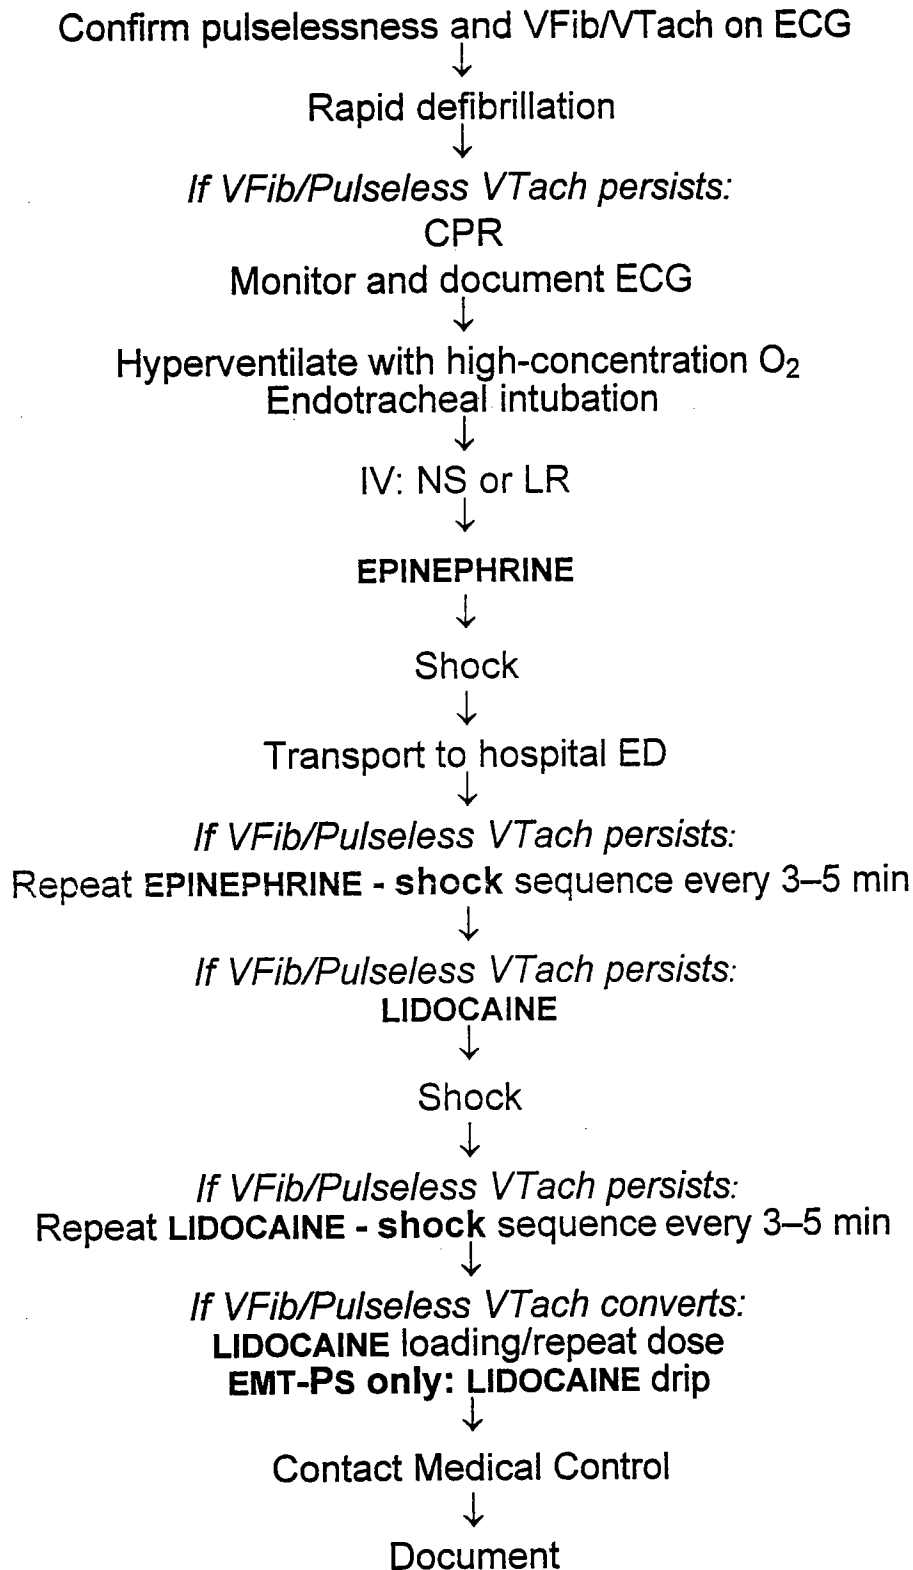 Confirm pulselessness and VFib/VTach on ECG
↓
Rapid defibrillation
↓
If VFib/Pulseless VTach persists:
CPR
Monitor and document ECG
↓
Hyperventilate with high-concentration O₂
Endotracheal intubation
↓
IV: NS or LR
↓
EPINEPHRINE
↓
Shock
↓
Transport to hospital ED
↓
If VFib/Pulseless VTach persists:
Repeat EPINEPHRINE - shock sequence every 3–5 min
↓
If VFib/Pulseless VTach persists:
LIDOCAINE
↓
Shock
↓
If VFib/Pulseless VTach persists:
Repeat LIDOCAINE - shock sequence every 3–5 min
↓
If VFib/Pulseless VTach converts:
LIDOCAINE loading/repeat dose
EMT-PS only: LIDOCAINE drip
↓
Contact Medical Control
↓
Document